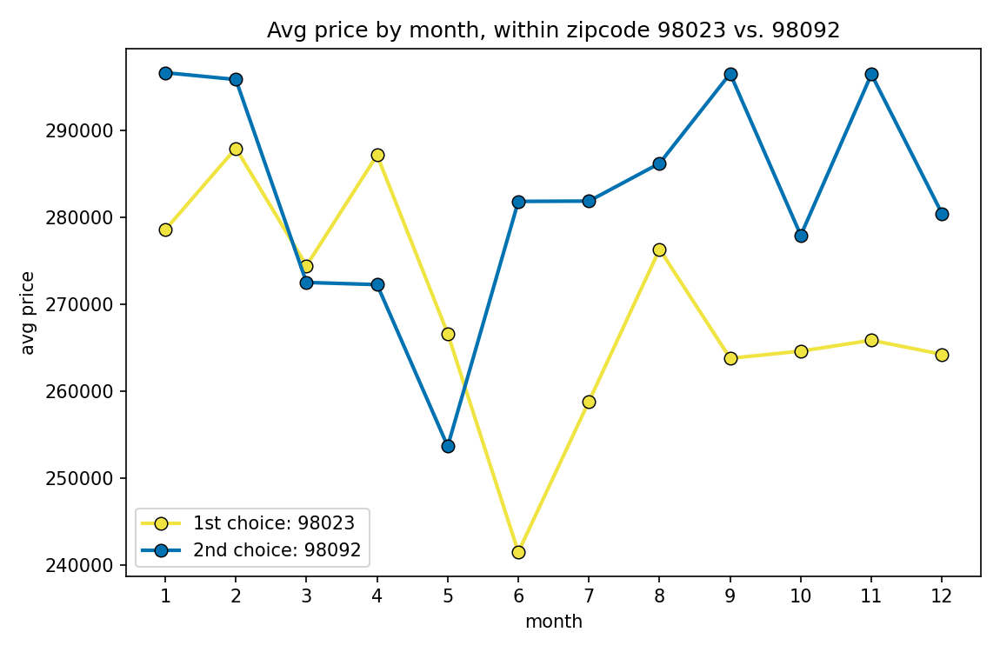 Avg price by month, within zipcode 98023 vs. 98092
290000
280000
270000
260000
250000
240000
avg price
1st choice: 98023
2nd choice: 98092
1 2 3 4 5 6 7 8 9 10 11 12
month